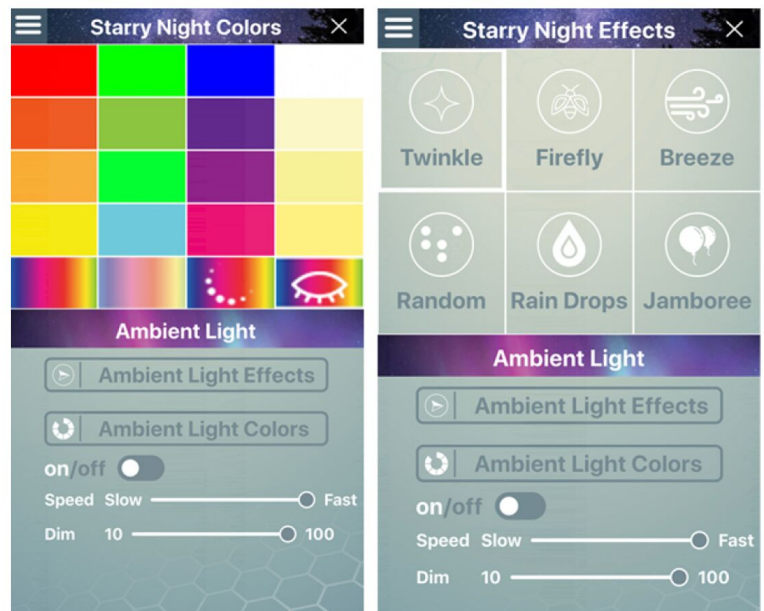 Starry Night Colors
Ambient Light
Ambient Light Effects
Ambient Light Colors
on/off
Speed Slow Fast
Dim 10 100
Starry Night Effects
Twinkle Firefly Breeze
Random Rain Drops Jamboree
Ambient Light
Ambient Light Effects
Ambient Light Colors
on/off
Speed Slow Fast
Dim 10 100